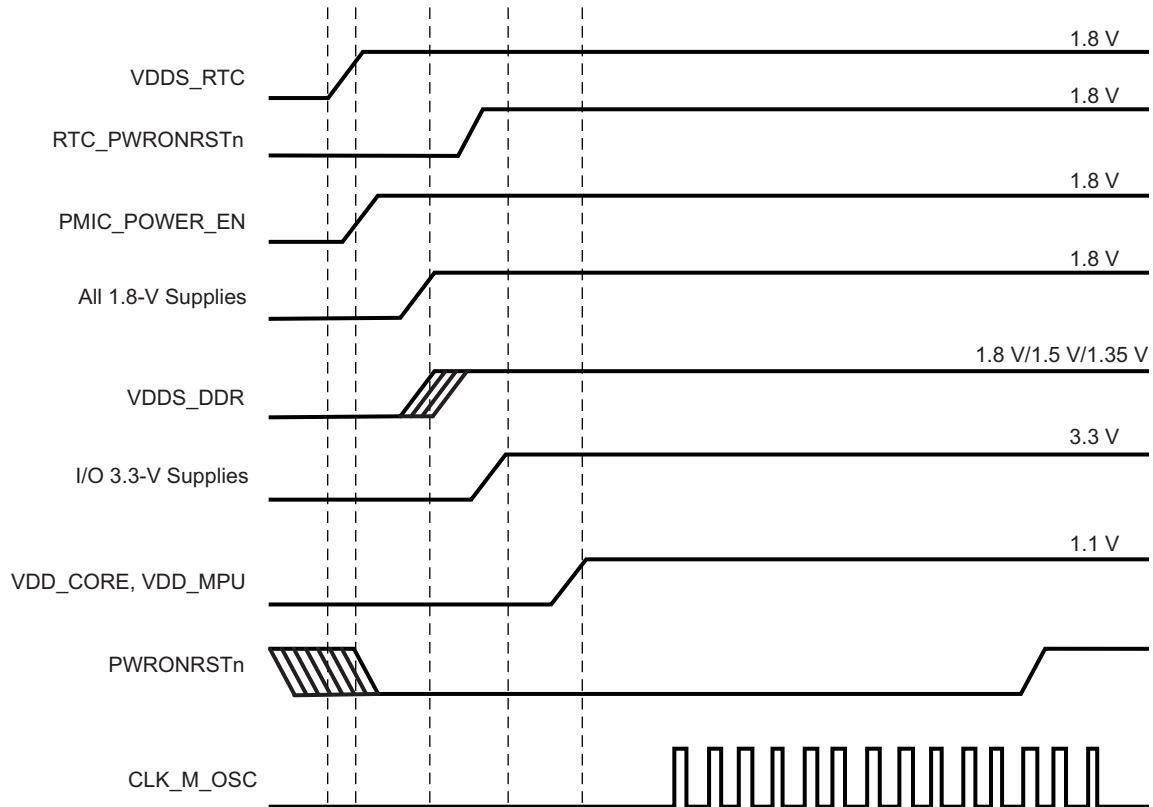 1.8 V
VDDS_RTC
1.8 V
RTC_PWRONRSTn
1.8 V
PMIC_POWER_EN
1.8 V
All 1.8-V Supplies
1.8 V/1.5 V/1.35 V
VDDS_DDR
3.3 V
I/O 3.3-V Supplies
1.1 V
VDD_CORE, VDD_MPU
PWRONRSTn
CLK_M_OSC